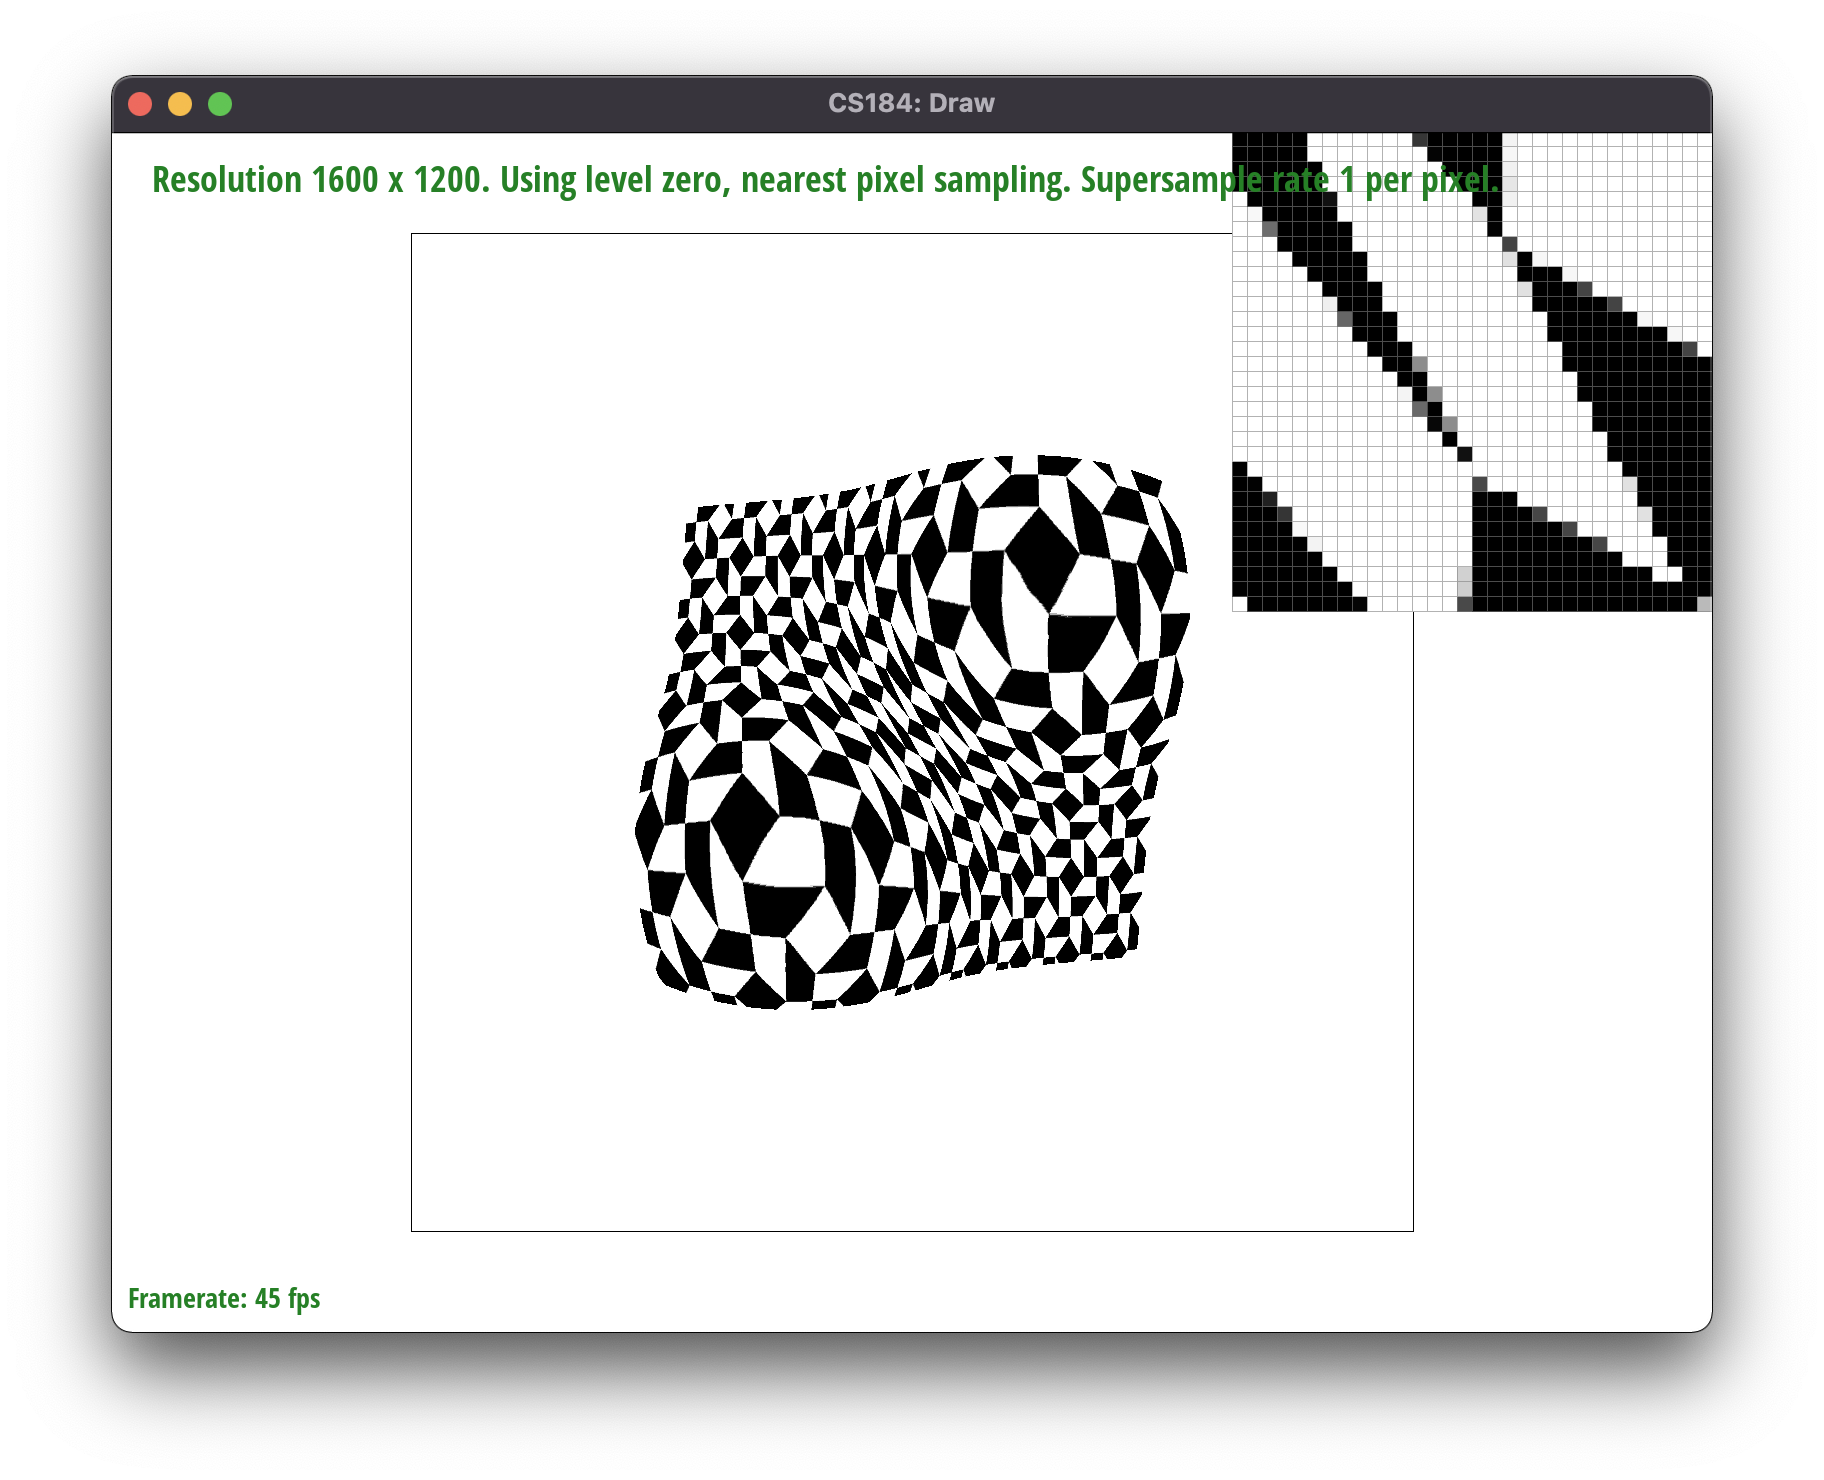 CS184: Draw
Resolution 1600 x 1200. Using level zero, nearest pixel sampling. Supersample rate 1 per pixel.
Framerate: 45 fps